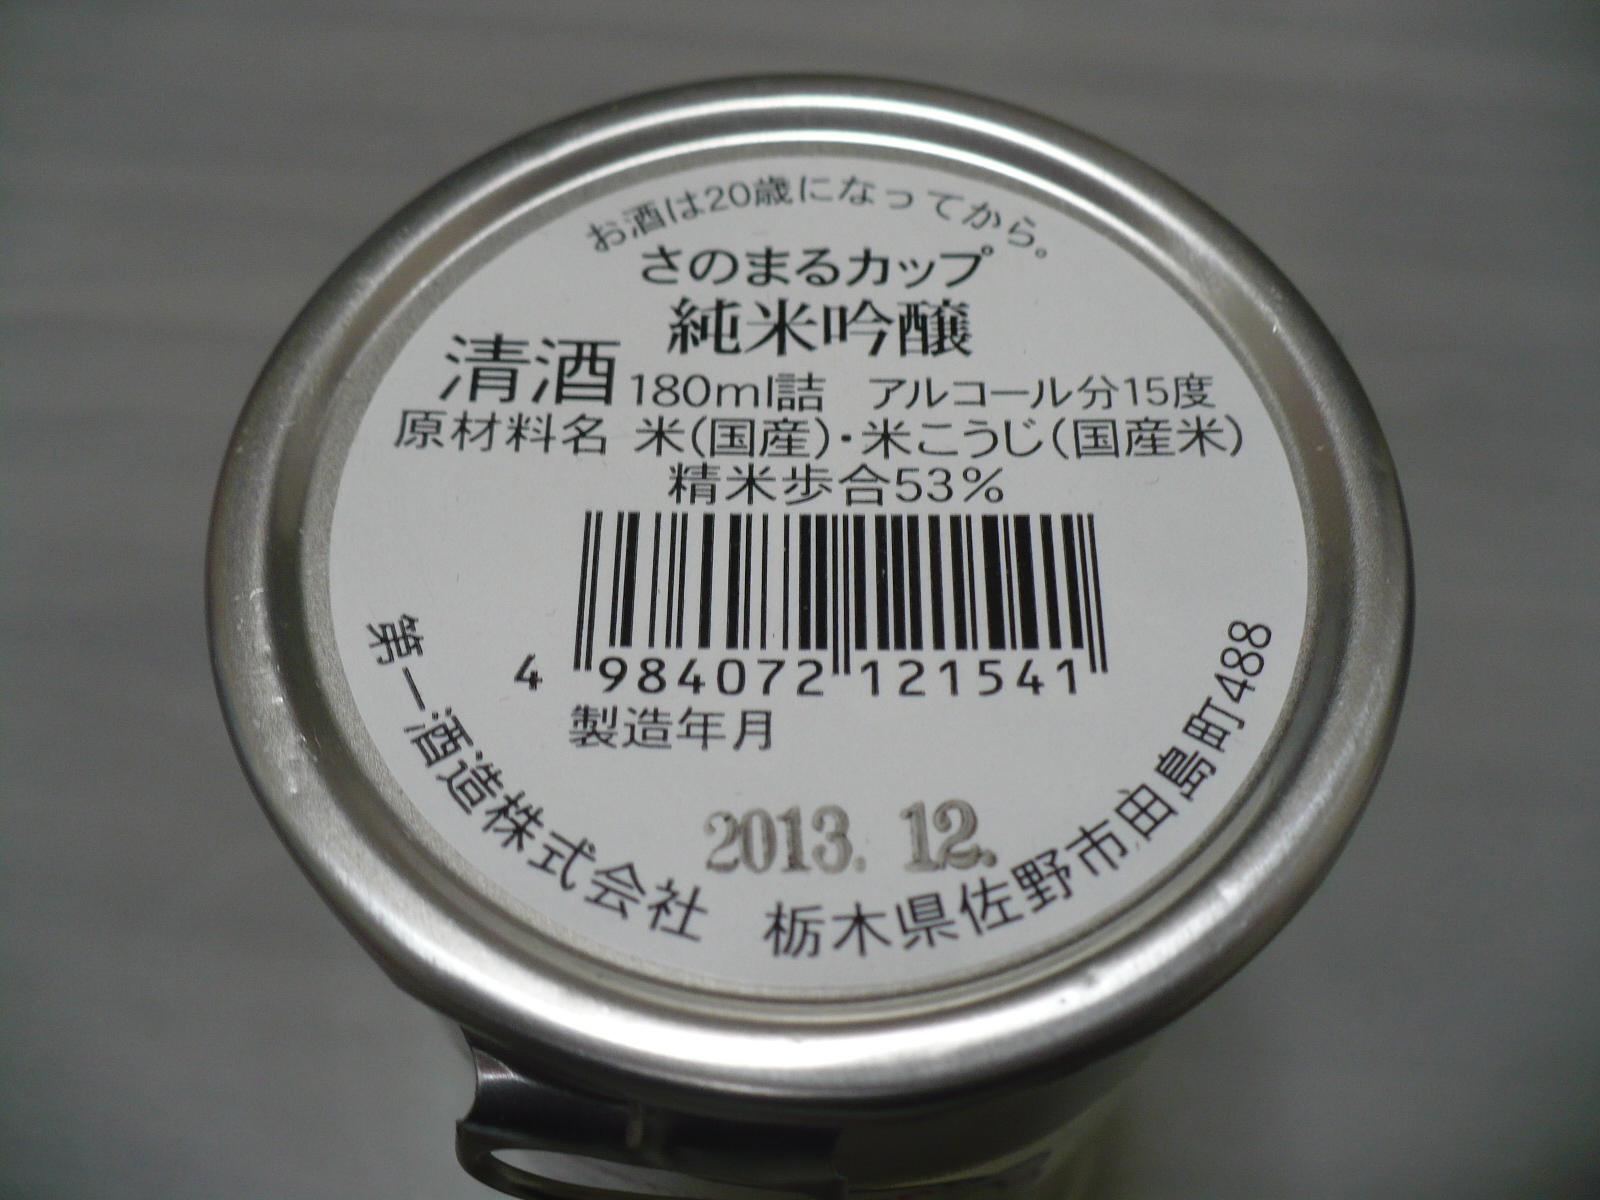 お酒は20歳になってから。
さのまるカップ
純米吟醸
清酒 180ml詰 アルコール分15度
原材料名 米(国産)・米こうじ(国産米)
精米歩合53%
4 984072 121541
製造年月
2013. 12.
第一酒造株式会社 栃木県佐野市田島町488